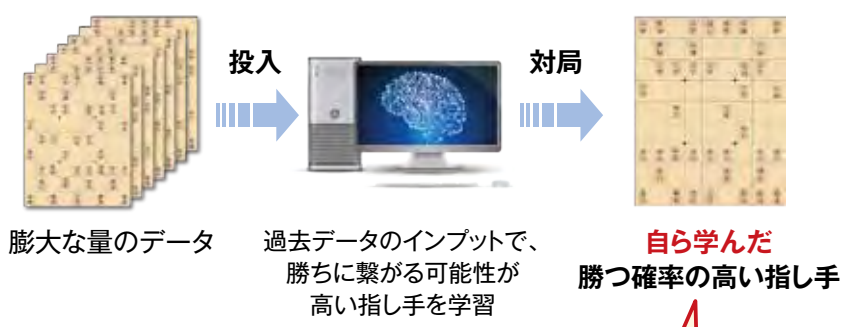 投入
対局
膨大な量のデータ
過去データのインプットで、
勝ちに繋がる可能性が
高い指し手を学習
自ら学んだ
勝つ確率の高い指し手